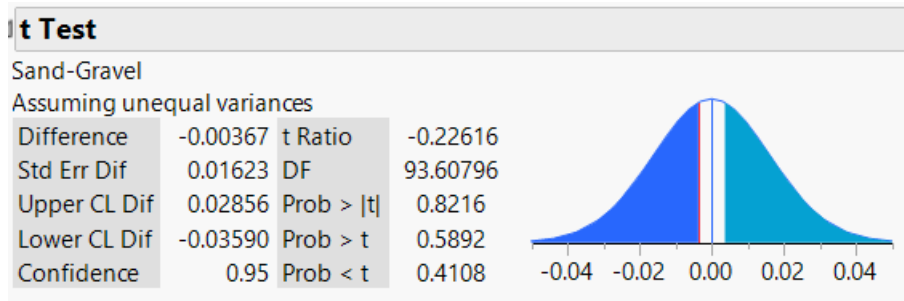 t Test
Sand-Gravel
Assuming unequal variances
Difference -0.00367 t Ratio -0.22616
Std Err Dif 0.01623 DF 93.60796
Upper CL Dif 0.02856 Prob > |t| 0.8216
Lower CL Dif -0.03590 Prob > t 0.5892
Confidence 0.95 Prob < t 0.4108
-0.04 -0.02 0.00 0.02 0.04